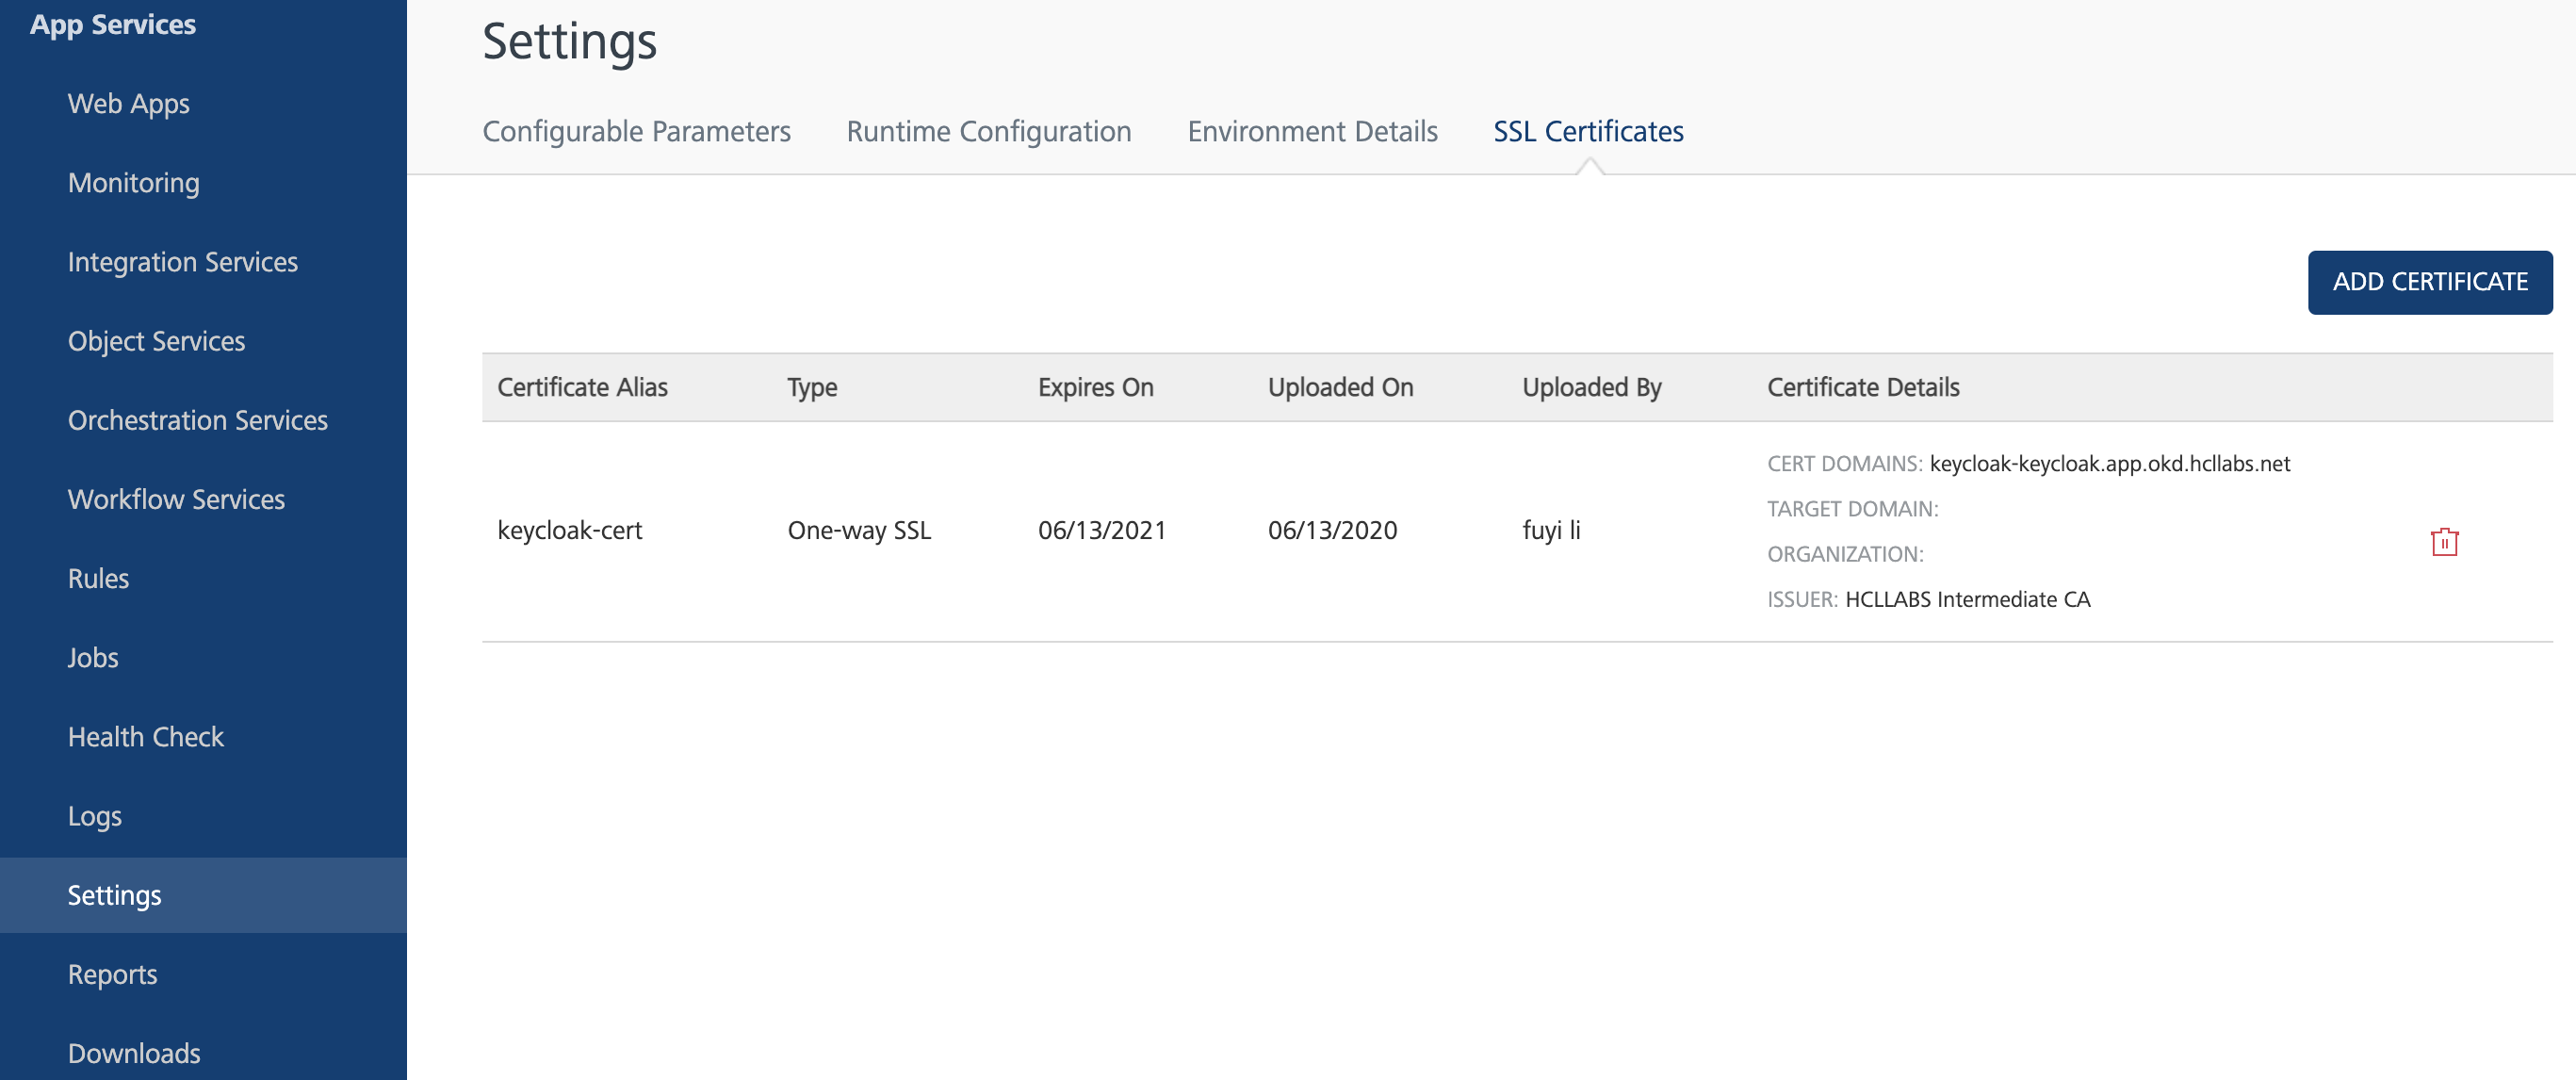 App Services
Web Apps
Monitoring
Integration Services
Object Services
Orchestration Services
Workflow Services
Rules
Jobs
Health Check
Logs
Settings
Reports
Downloads
Settings
Configurable Parameters Runtime Configuration Environment Details SSL Certificates
ADD CERTIFICATE
Certificate Alias Type Expires On Uploaded On Uploaded By Certificate Details
keycloak-cert One-way SSL 06/13/2021 06/13/2020 fuyi li
CERT DOMAINS: keycloak-keycloak.app.okd.hcllabs.net
TARGET DOMAIN:
ORGANIZATION:
ISSUER: HCLLABS Intermediate CA